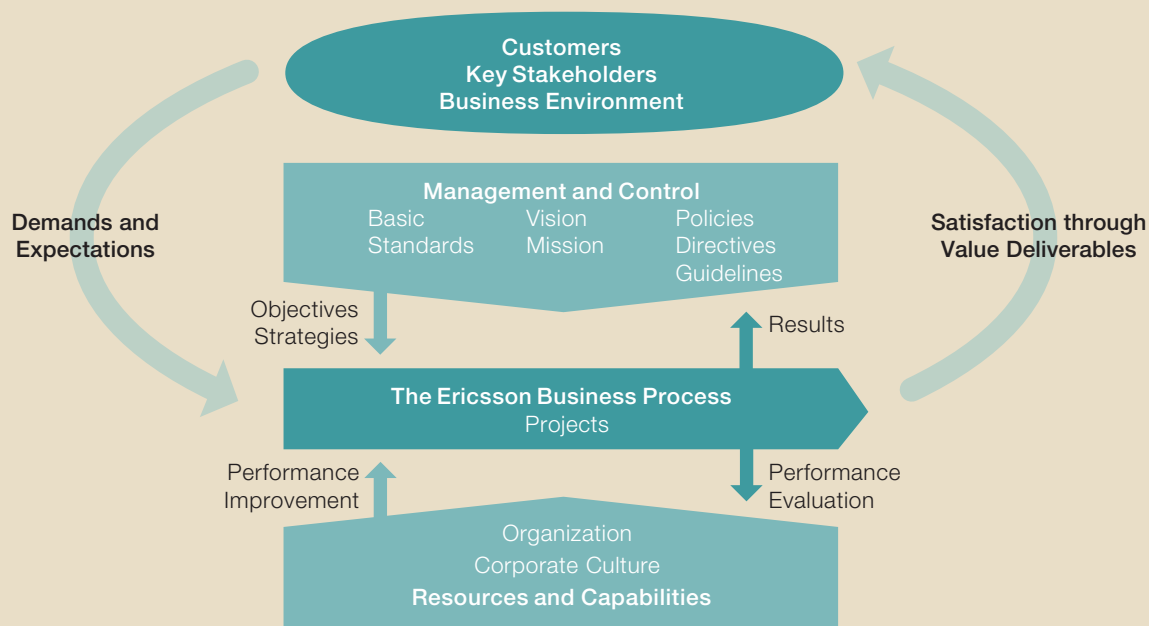 Customers
Key Stakeholders
Business Environment
Demands and
Expectations
Satisfaction through
Value Deliverables
Management and Control
Basic
Standards
Vision
Mission
Policies
Directives
Guidelines
Objectives
Strategies
Results
The Ericsson Business Process
Projects
Performance
Improvement
Performance
Evaluation
Organization
Corporate Culture
Resources and Capabilities